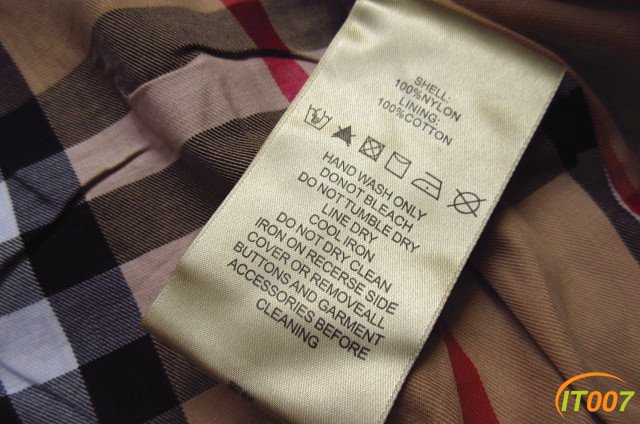 SHELL:
100%NYLON
LINING:
100%COTTON
HAND WASH ONLY
DONOT BLEACH
DO NOT TUMBLE DRY
LINE DRY
COOL IRON
DO NOT DRY CLEAN
IRON ON RECERSE SIDE
COVER OR REMOVEALL
BUTTONS AND GARMENT
ACCESSORIES BEFORE
CLEANING
IT007